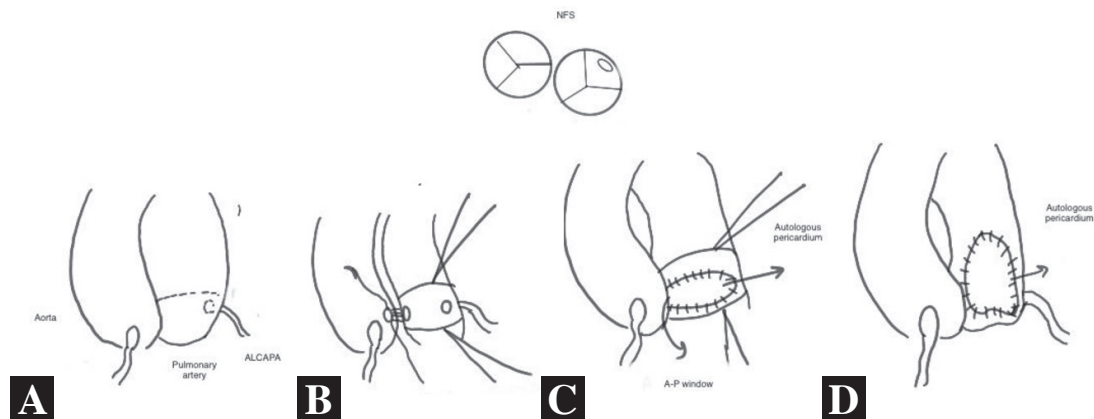 NFS
Autologous
pericardium
Autologous
pericardium
Aorta
ALCAPA
Pulmonary
artery
A-P window
A
B
C
D